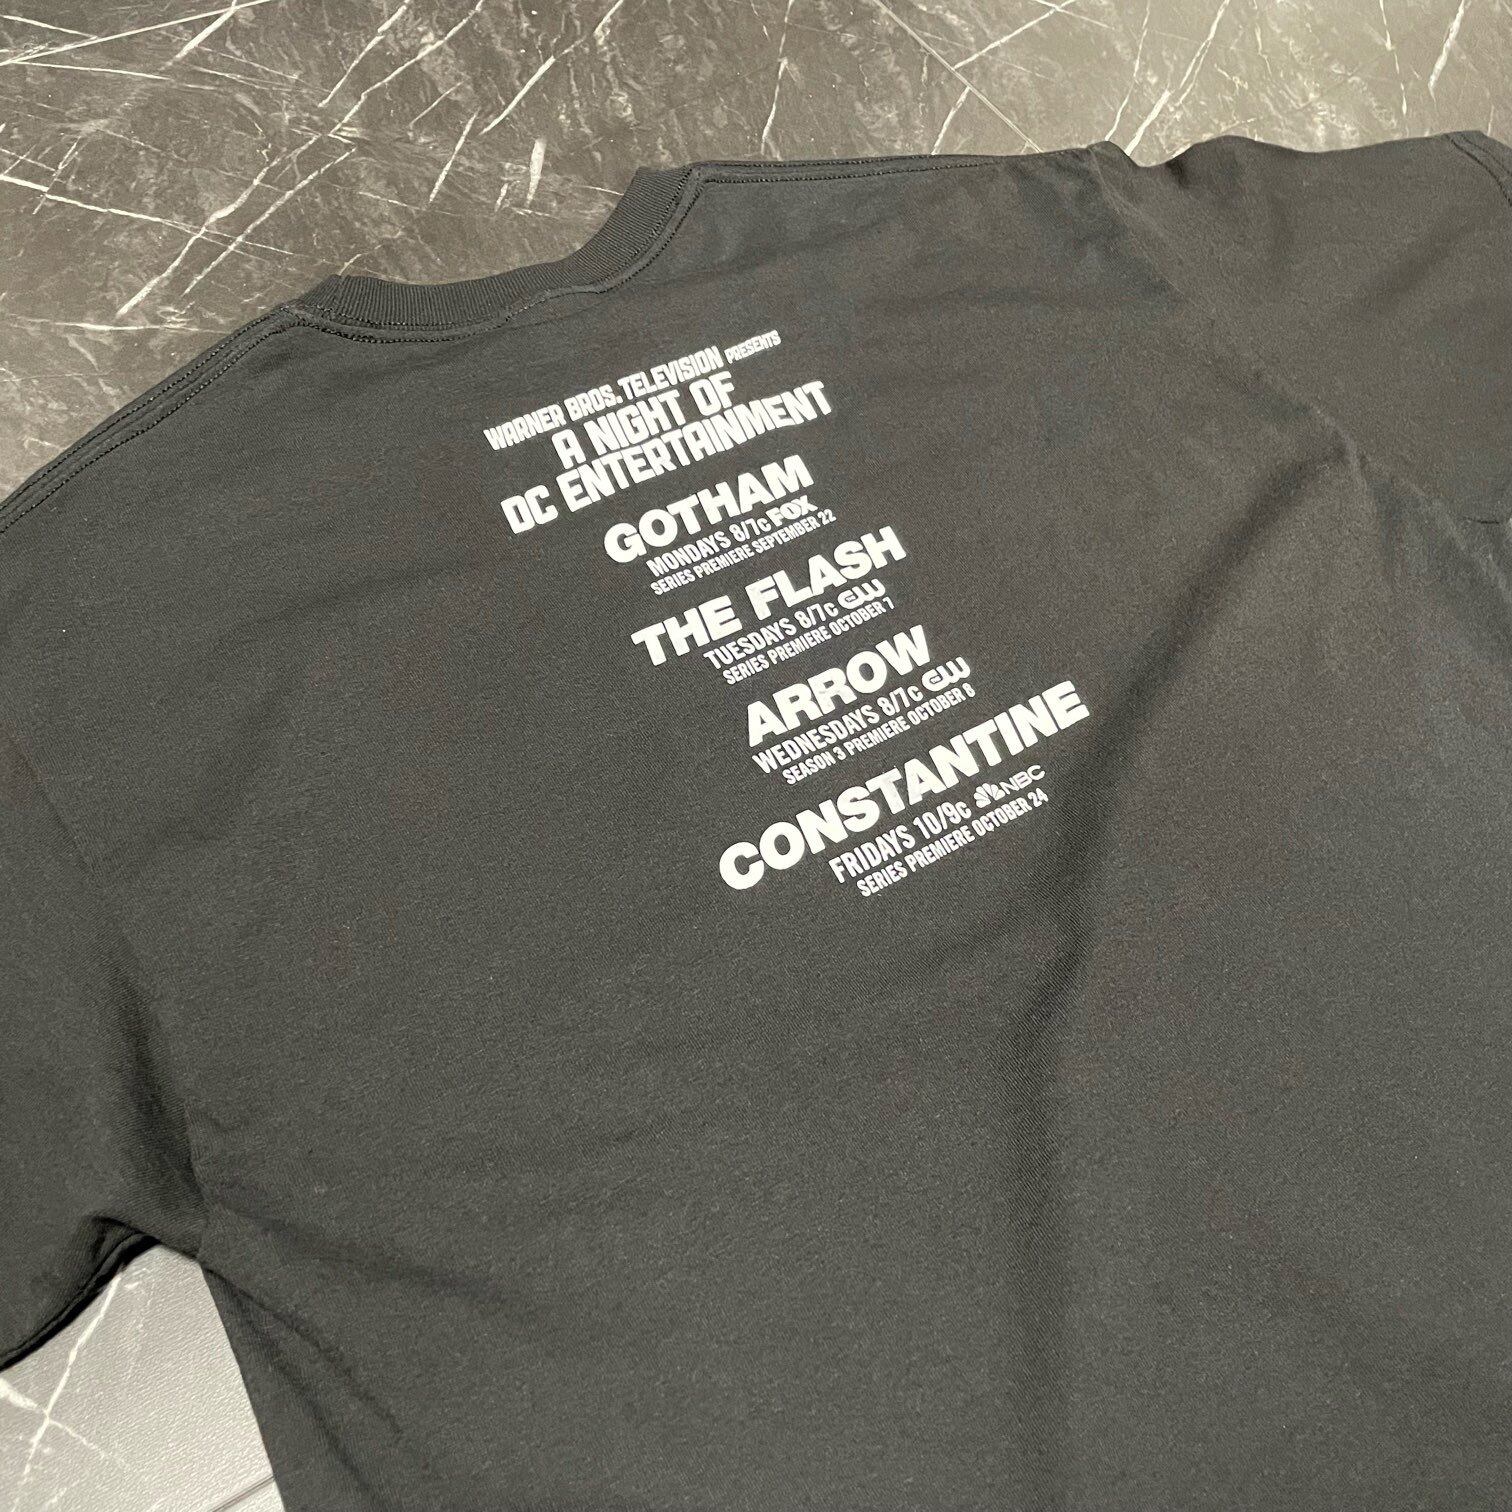 WARNER BROS. TELEVISION PRESENTS
A NIGHT OF
DC ENTERTAINMENT
GOTHAM
MONDAYS 8/7c FOX
SERIES PREMIERE SEPTEMBER 22
THE FLASH
TUESDAYS 8/7c CW
SERIES PREMIERE OCTOBER 7
ARROW
WEDNESDAYS 8/7c CW
SEASON 3 PREMIERE OCTOBER 8
CONSTANTINE
FRIDAYS 10/9c NBC
SERIES PREMIERE OCTOBER 24